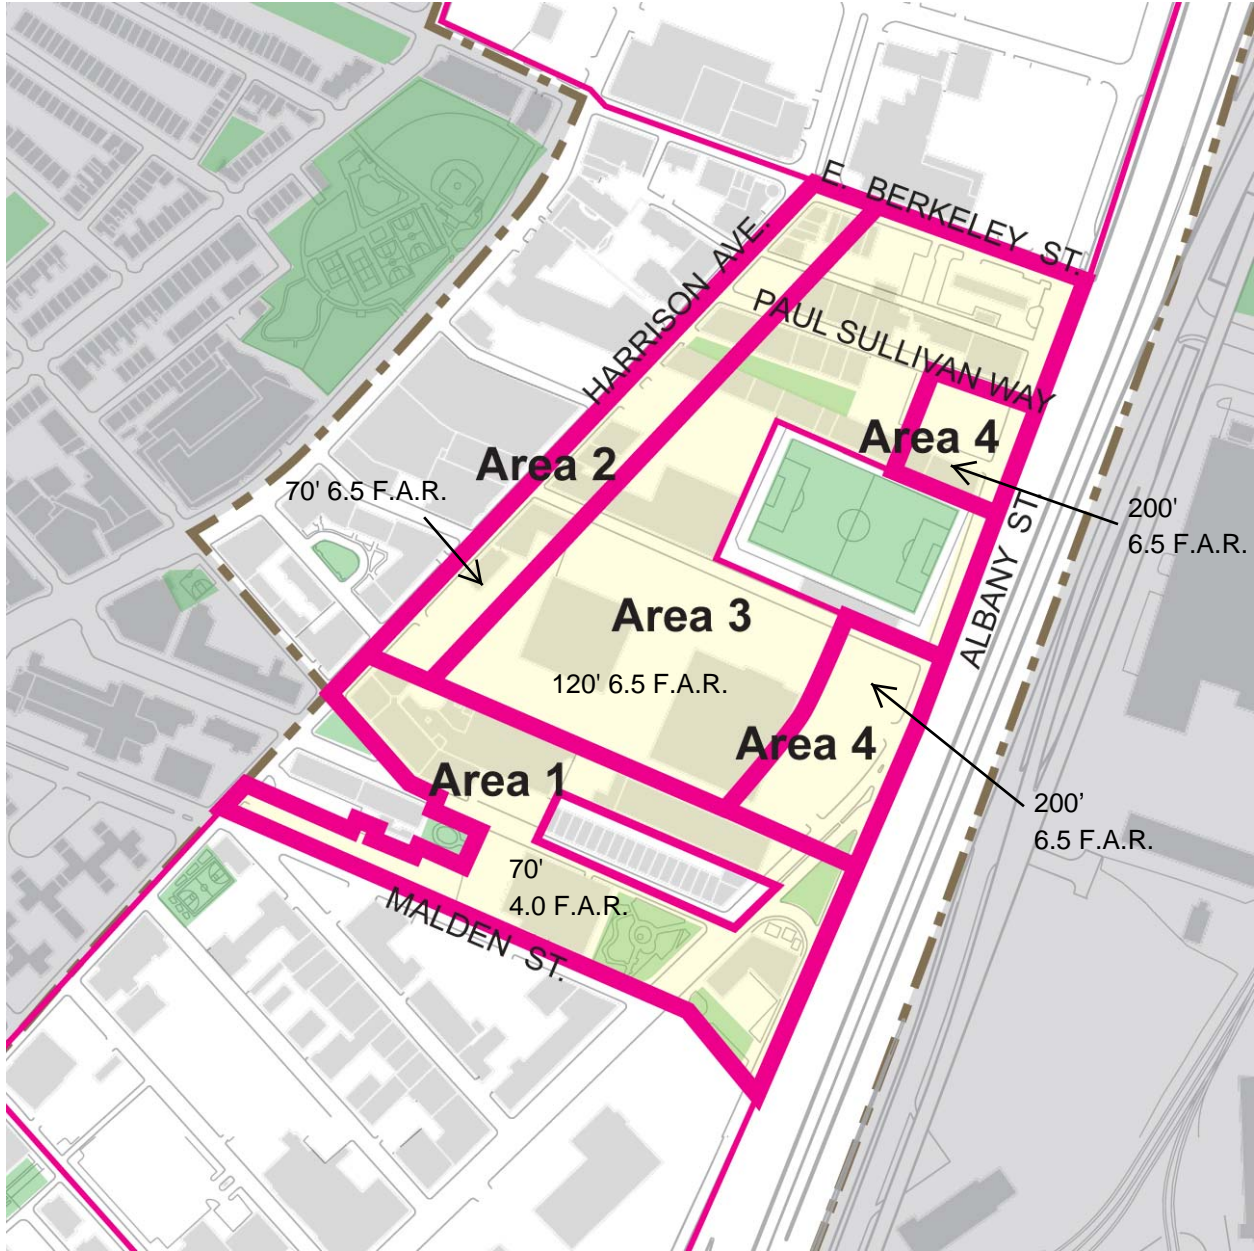 E. BERKELEY ST.
HARRISON AVE.
PAUL SULLIVAN WAY
Area 4
Area 2
70' 6.5 F.A.R.
200'
6.5 F.A.R.
ALBANY ST.
Area 3
120' 6.5 F.A.R.
Area 4
Area 1
200’
6.5 F.A.R.
70'
4.0 F.A.R.
MALDEN ST.